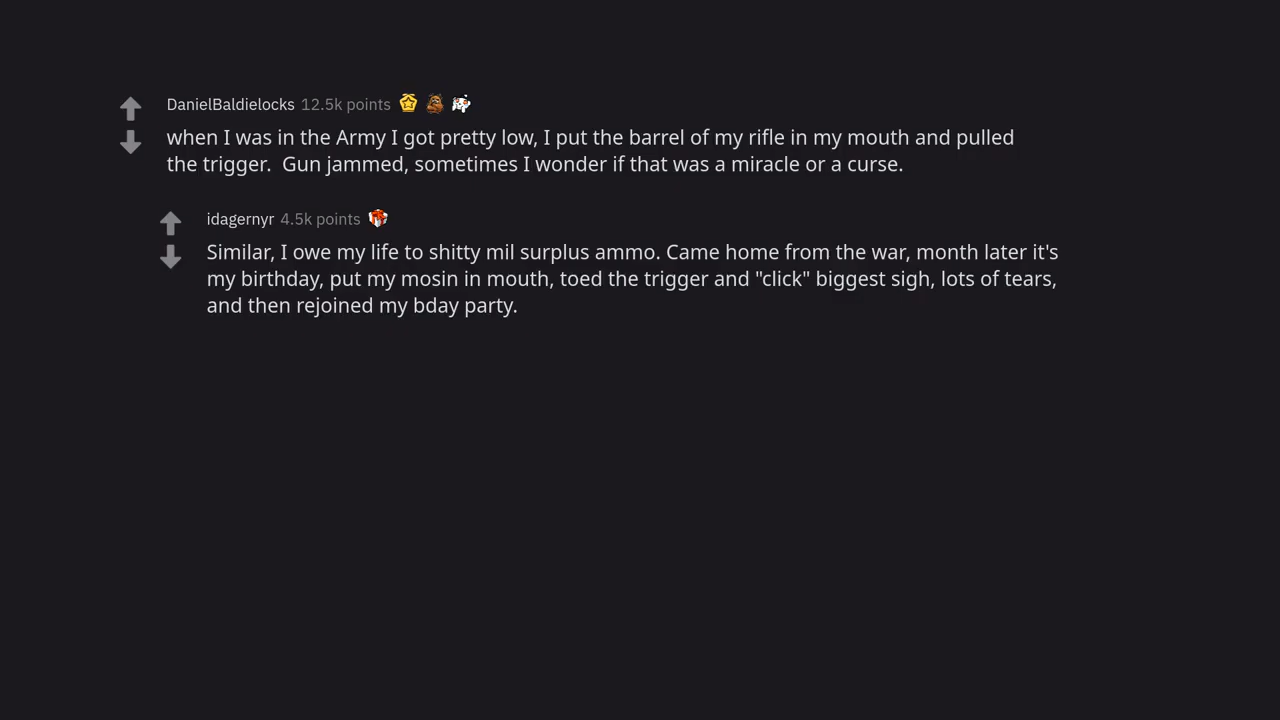 DanielBaldielocks 12.5k points
when I was in the Army I got pretty low, I put the barrel of my rifle in my mouth and pulled
the trigger.  Gun jammed, sometimes I wonder if that was a miracle or a curse.
idagernyr 4.5k points
Similar, I owe my life to shitty mil surplus ammo. Came home from the war, month later it's
my birthday, put my mosin in mouth, toed the trigger and "click" biggest sigh, lots of tears,
and then rejoined my bday party.